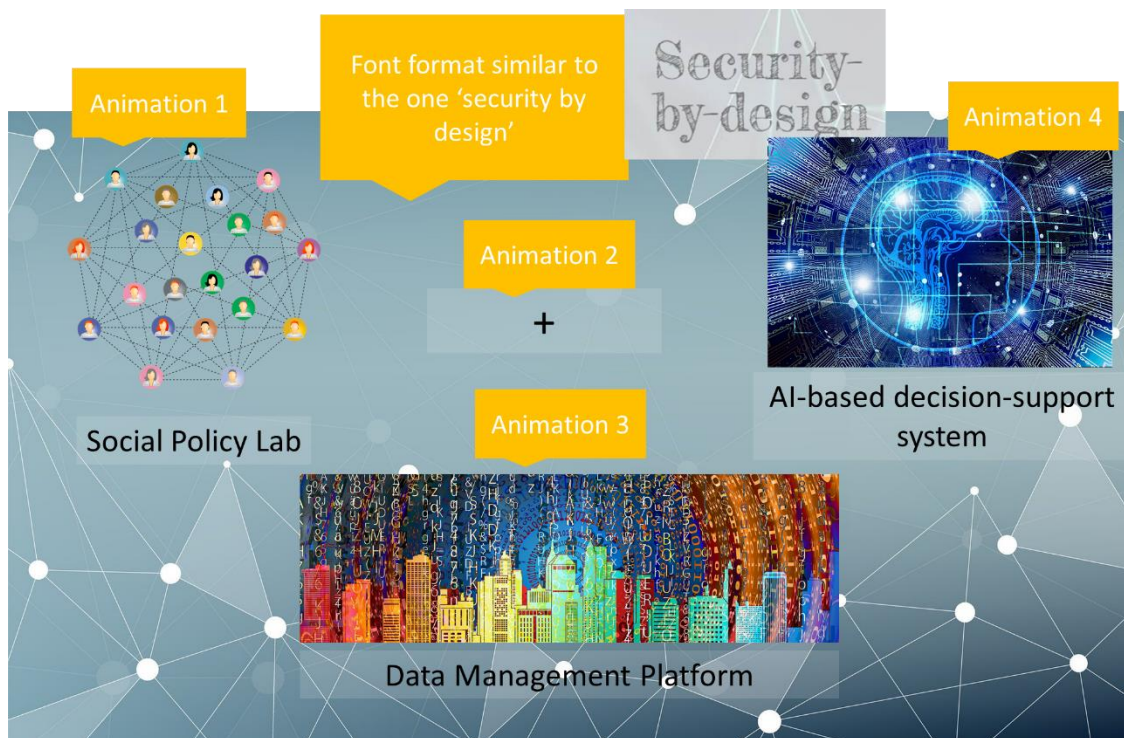 Animation 1
Font format similar to
the one ‘security by
design’
Security-
by-design
Animation 4
Animation 2
+
AI-based decision-support
system
Animation 3
Social Policy Lab
Data Management Platform